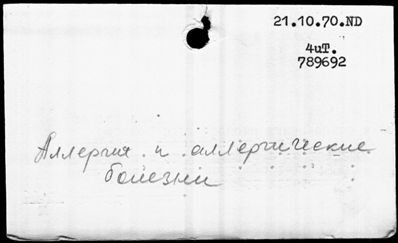 21.10.70.ND
4иТ.
789692
Аллергия и аллергические
болезни